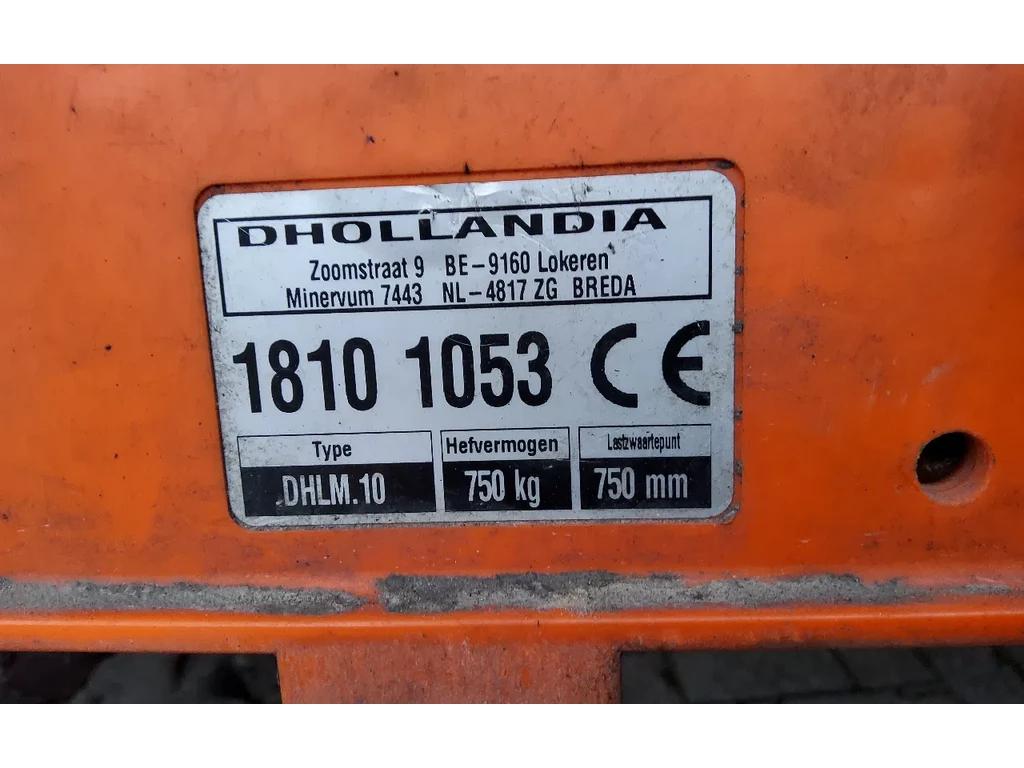 DHOLLANDIA
Zoomstraat 9 BE-9160 Lokeren
Minervum 7443 NL-4817 ZG BREDA
1810 1053 CE
Type Hefvermogen Lastzwaartepunt
DHLM.10 750 kg 750 mm